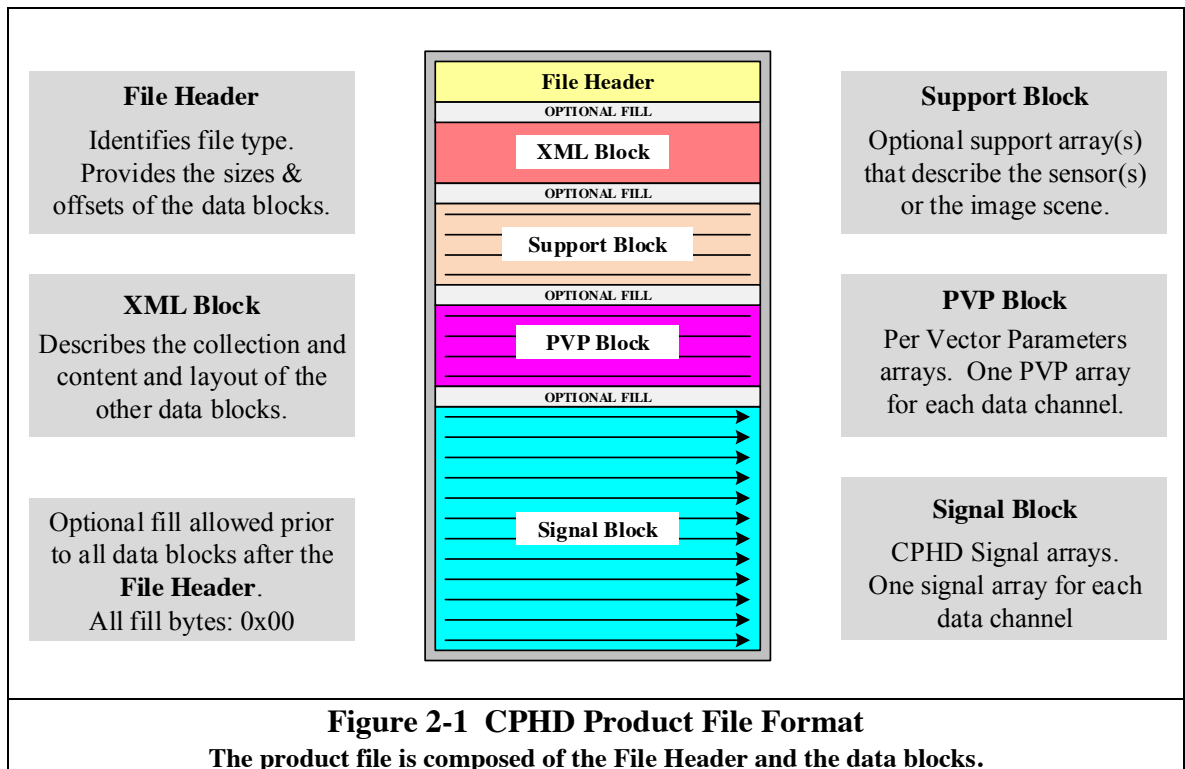 File Header
Identifies file type.
Provides the sizes &
offsets of the data blocks.
XML Block
Describes the collection and
content and layout of the
other data blocks.
Optional fill allowed prior
to all data blocks after the
File Header.
All fill bytes: 0x00
File Header
OPTIONAL FILL
XML Block
OPTIONAL FILL
Support Block
OPTIONAL FILL
PVP Block
OPTIONAL FILL
Signal Block
Support Block
Optional support array(s)
that describe the sensor(s)
or the image scene.
PVP Block
Per Vector Parameters
arrays. One PVP array
for each data channel.
Signal Block
CPHD Signal arrays.
One signal array for each
data channel
Figure 2-1 CPHD Product File Format
The product file is composed of the File Header and the data blocks.